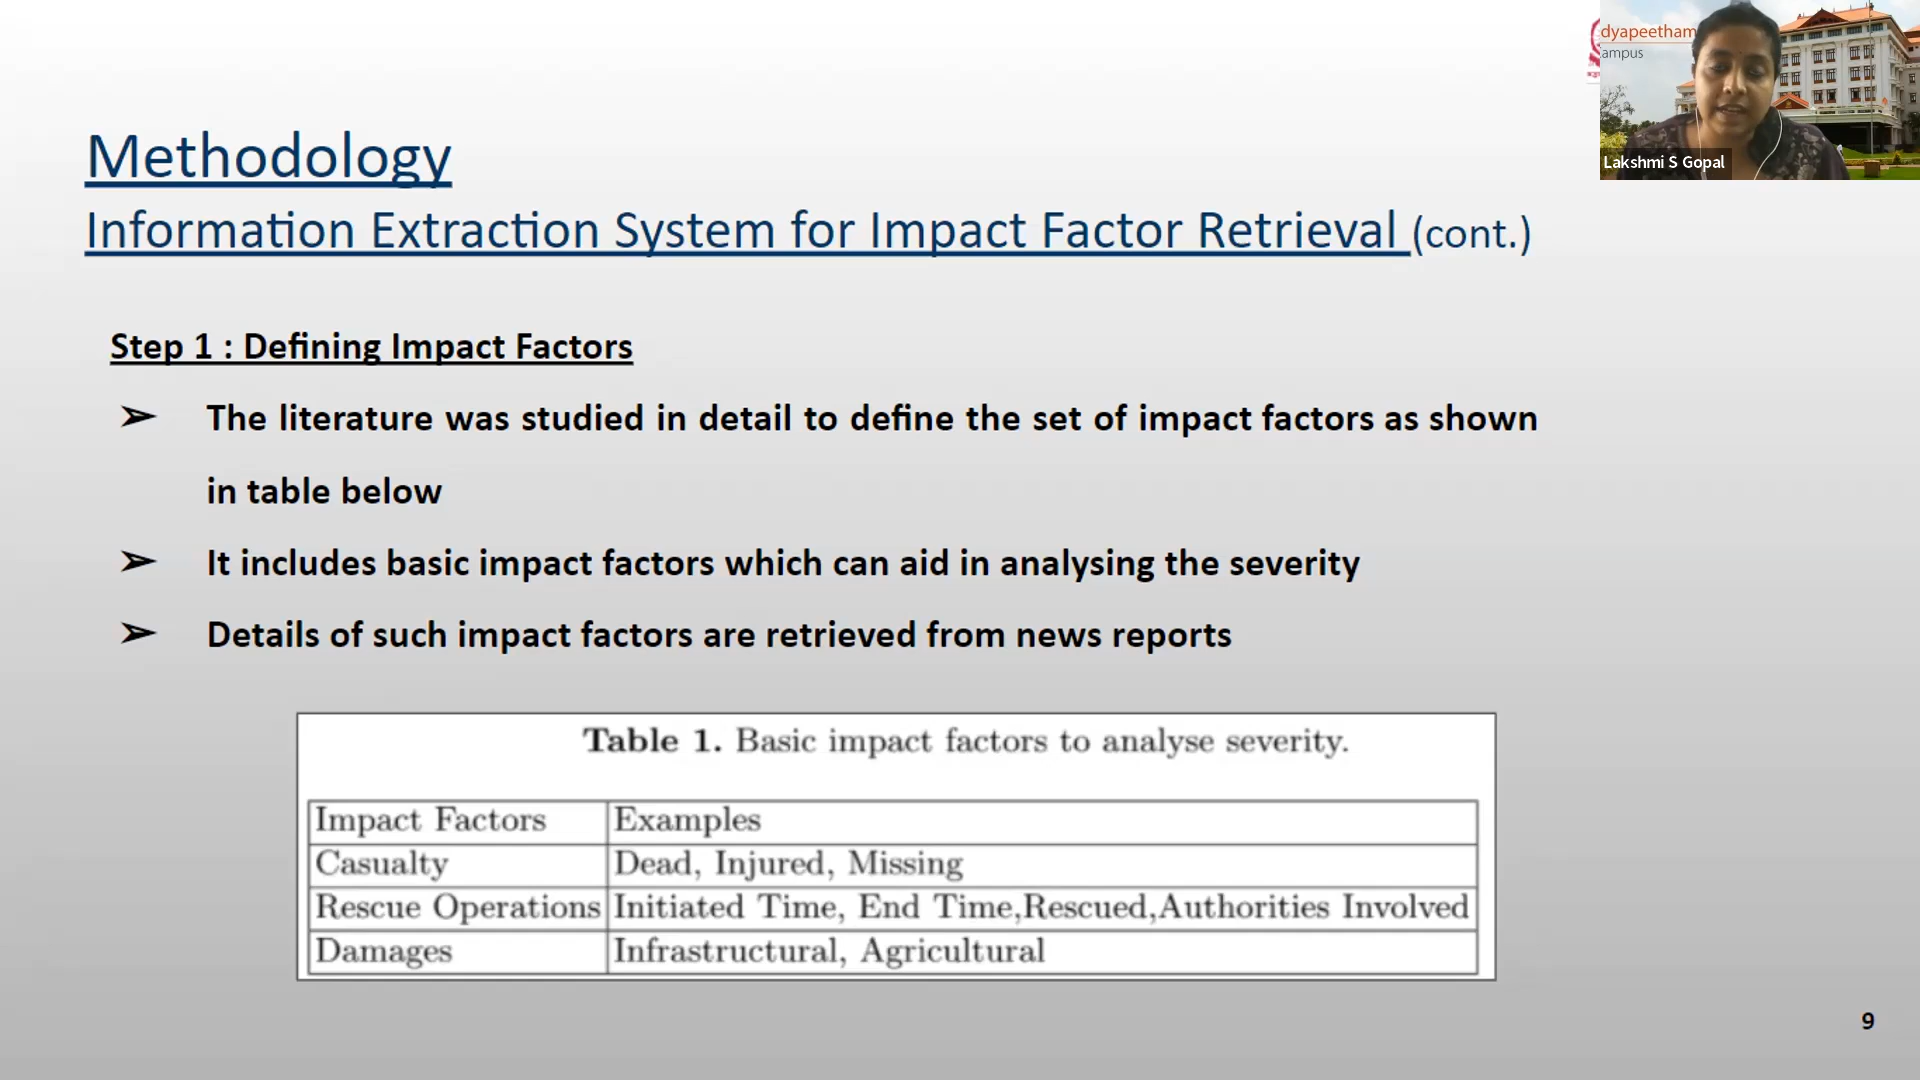 dyapeetham
ampus
Lakshmi S Gopal
Methodology
Information Extraction System for Impact Factor Retrieval (cont.)
Step 1 : Defining Impact Factors
➢ The literature was studied in detail to define the set of impact factors as shown
in table below
➢ It includes basic impact factors which can aid in analysing the severity
➢ Details of such impact factors are retrieved from news reports
Table 1. Basic impact factors to analyse severity.
Impact Factors Examples
Casualty Dead, Injured, Missing
Rescue Operations Initiated Time, End Time,Rescued,Authorities Involved
Damages Infrastructural, Agricultural
9